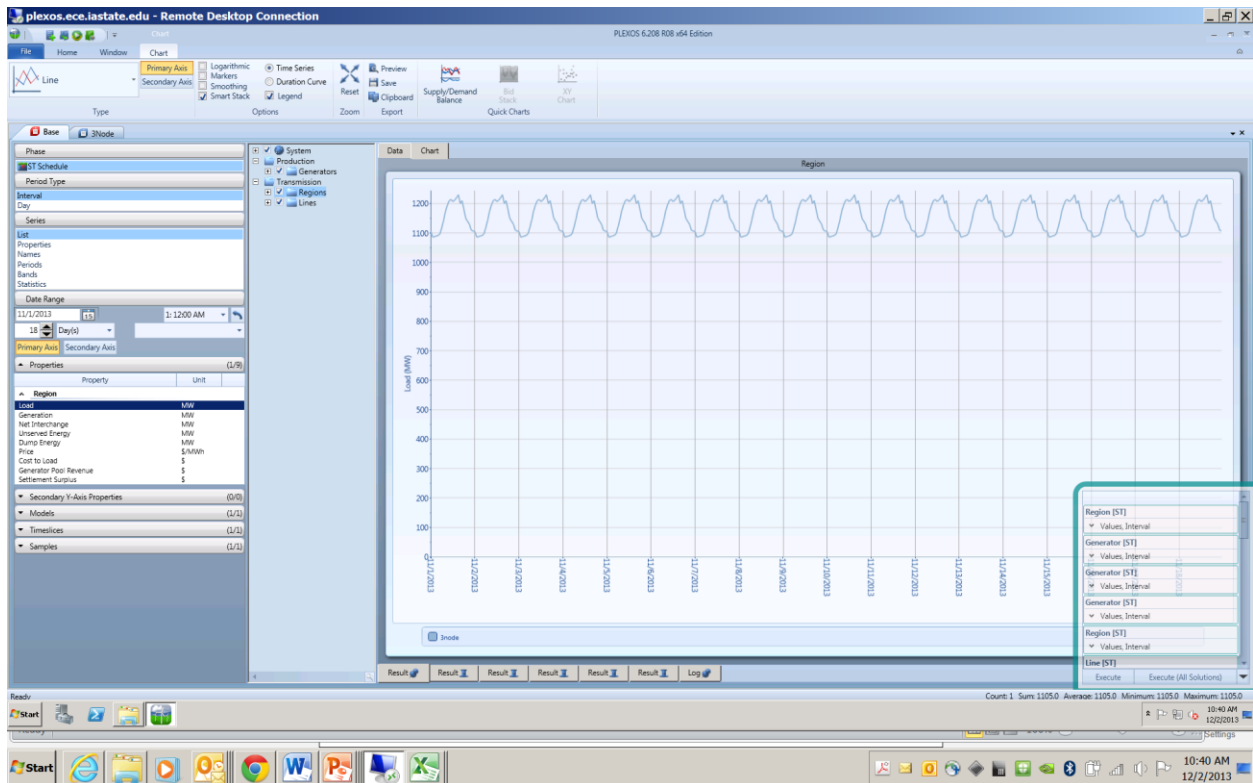 plexos.ece.iastate.edu - Remote Desktop Connection
Chart
PLEXOS 6.208 R08 x64 Edition
File Home Window Chart
Line
Primary Axis
Secondary Axis
Logarithmic
Markers
Smoothing
Smart Stack
Time Series
Duration Curve
Legend
Reset
Preview
Save
Clipboard
Supply/Demand Balance
Bid Stack
XY Chart
Type Options Zoom Export Quick Charts
Base 3Node
Phase
ST Schedule
Period Type
Interval
Day
Series
List
Properties
Names
Periods
Bands
Statistics
Date Range
11/1/2013 15 1: 12:00 AM
18 Day(s)
Primary Axis Secondary Axis
Properties (1/9)
Property Unit
Region
Load MW
Generation MW
Net Interchange MW
Unserved Energy MW
Dump Energy MW
Price $/MWh
Cost to Load $
Generator Pool Revenue $
Settlement Surplus $
Secondary Y-Axis Properties (0/0)
Models (1/1)
Timeslices (1/1)
Samples (1/1)
System
Production
Generators
Transmission
Regions
Lines
Data Chart
Region
Load (MW)
1200
1100
1000
900
800
700
600
500
400
300
200
100
0
11/1/2013
11/2/2013
11/3/2013
11/4/2013
11/5/2013
11/6/2013
11/7/2013
11/8/2013
11/9/2013
11/10/2013
11/11/2013
11/12/2013
11/13/2013
11/14/2013
11/15/2013
3node
Region [ST]
Values, Interval
Generator [ST]
Values, Interval
Generator [ST]
Values, Interval
Generator [ST]
Values, Interval
Region [ST]
Values, Interval
Line [ST]
Execute Execute (All Solutions)
Result Result Result Result Result Result Log
Ready
Count: 1 Sum: 1105.0 Average: 1105.0 Minimum: 1105.0 Maximum: 1105.0
Start
10:40 AM
12/2/2013
Settings
Start
10:40 AM
12/2/2013